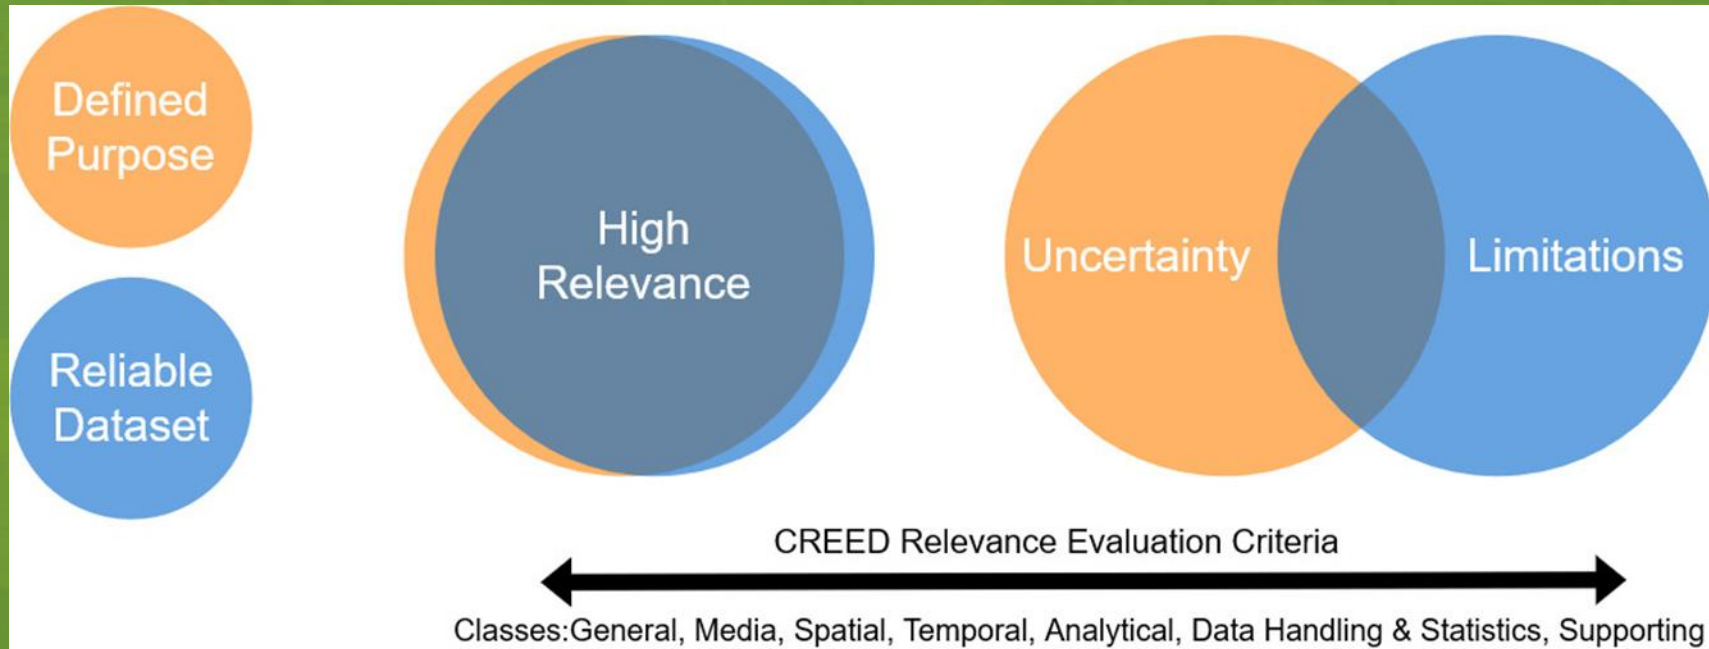 Defined
Purpose
Reliable
Dataset
High
Relevance
Uncertainty
Limitations
CREED Relevance Evaluation Criteria
Classes:General, Media, Spatial, Temporal, Analytical, Data Handling & Statistics, Supporting